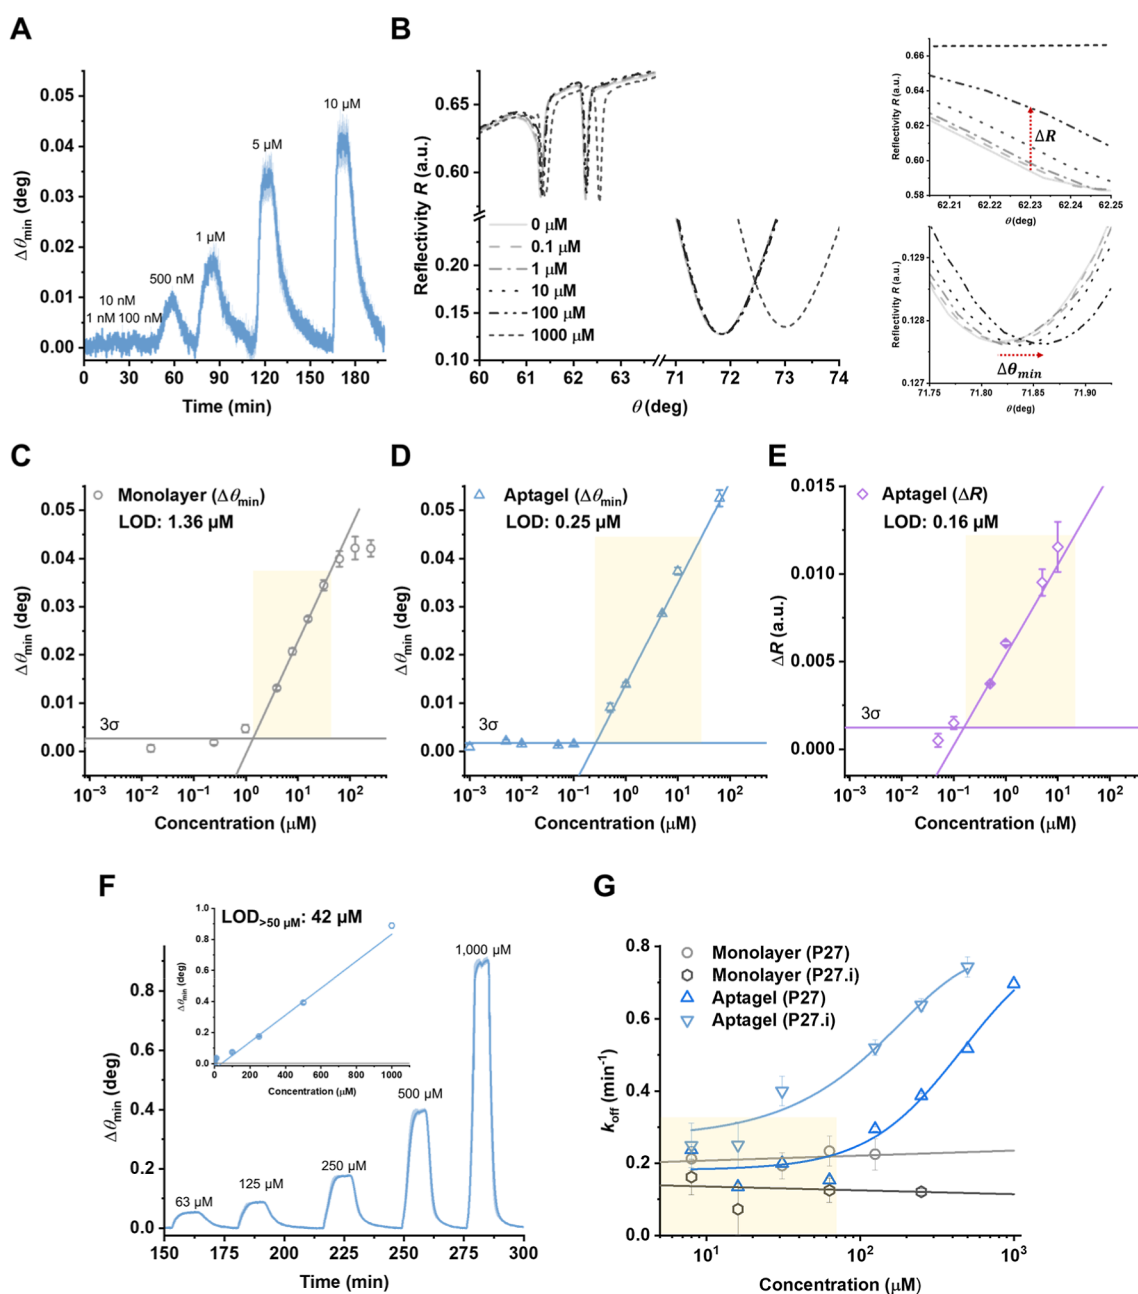 A
Δθmin (deg)
0.05
0.04
0.03
0.02
0.01
0.00
10 µM
5 µM
1 µM
500 nM
10 nM
1 nM 100 nM
0 30 60 90 120 150 180
Time (min)
B
Reflectivity R (a.u.)
0.65
0.60
0.20
0.15
0.10
0 µM
0.1 µM
1 µM
10 µM
100 µM
1000 µM
60 61 62 63 71 72 73 74
θ (deg)
Reflectivity R (a.u.)
0.66
0.64
0.62
0.60
0.58
ΔR
62.21 62.22 62.23 62.24 62.25
θ (deg)
Reflectivity R (a.u.)
0.129
0.128
0.127
Δθmin
71.75 71.80 71.85 71.90
θ (deg)
C
Monolayer (Δθmin)
LOD: 1.36 µM
Δθmin (deg)
0.05
0.04
0.03
0.02
0.01
0.00
3σ
10⁻³ 10⁻² 10⁻¹ 10⁰ 10¹ 10²
Concentration (µM)
D
Aptagel (Δθmin)
LOD: 0.25 µM
Δθmin (deg)
0.05
0.04
0.03
0.02
0.01
0.00
3σ
10⁻³ 10⁻² 10⁻¹ 10⁰ 10¹ 10²
Concentration (µM)
E
Aptagel (ΔR)
LOD: 0.16 µM
ΔR (a.u.)
0.015
0.010
0.005
0.000
3σ
10⁻³ 10⁻² 10⁻¹ 10⁰ 10¹ 10²
Concentration (µM)
F
Δθmin (deg)
0.8
0.6
0.4
0.2
0.0
LOD>50 µM: 42 µM
Δθmin (deg)
1.0
0.8
0.6
0.4
0.2
0.0
0 200 400 600 800 1000
Concentration (µM)
1,000 µM
500 µM
250 µM
125 µM
63 µM
150 175 200 225 250 275 300
Time (min)
G
Monolayer (P27)
Monolayer (P27.i)
Aptagel (P27)
Aptagel (P27.i)
koff (min⁻¹)
0.8
0.6
0.4
0.2
0.0
10¹ 10² 10³
Concentration (µM)